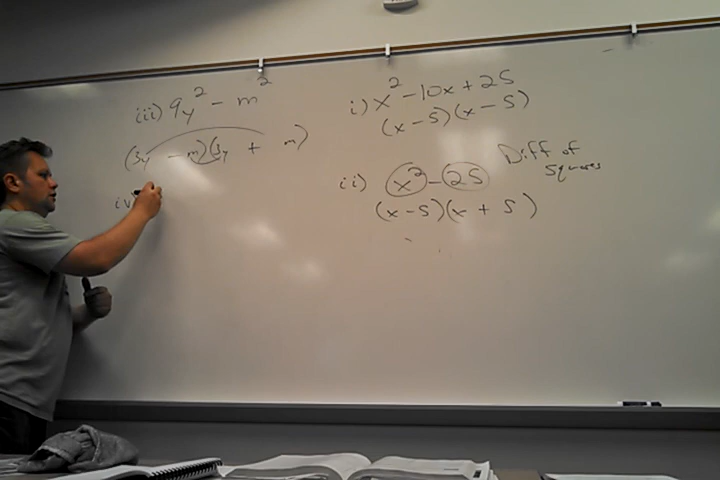 i) x² - 10x + 25
(x - 5)(x - 5)
ii) x² - 25
Diff of
Squares
(x - 5)(x + 5)
iii) 9y² - m²
(3y - m)(3y + m)
iv